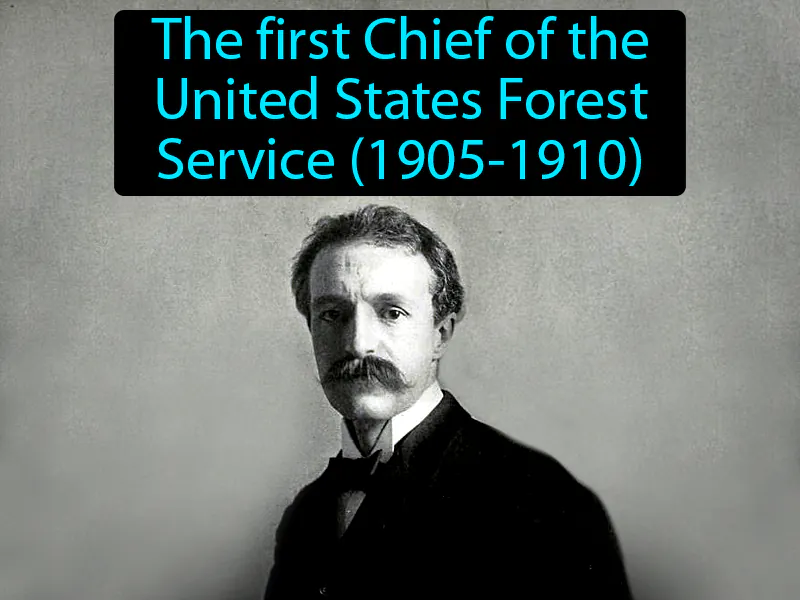 The first Chief of the
United States Forest
Service (1905-1910)